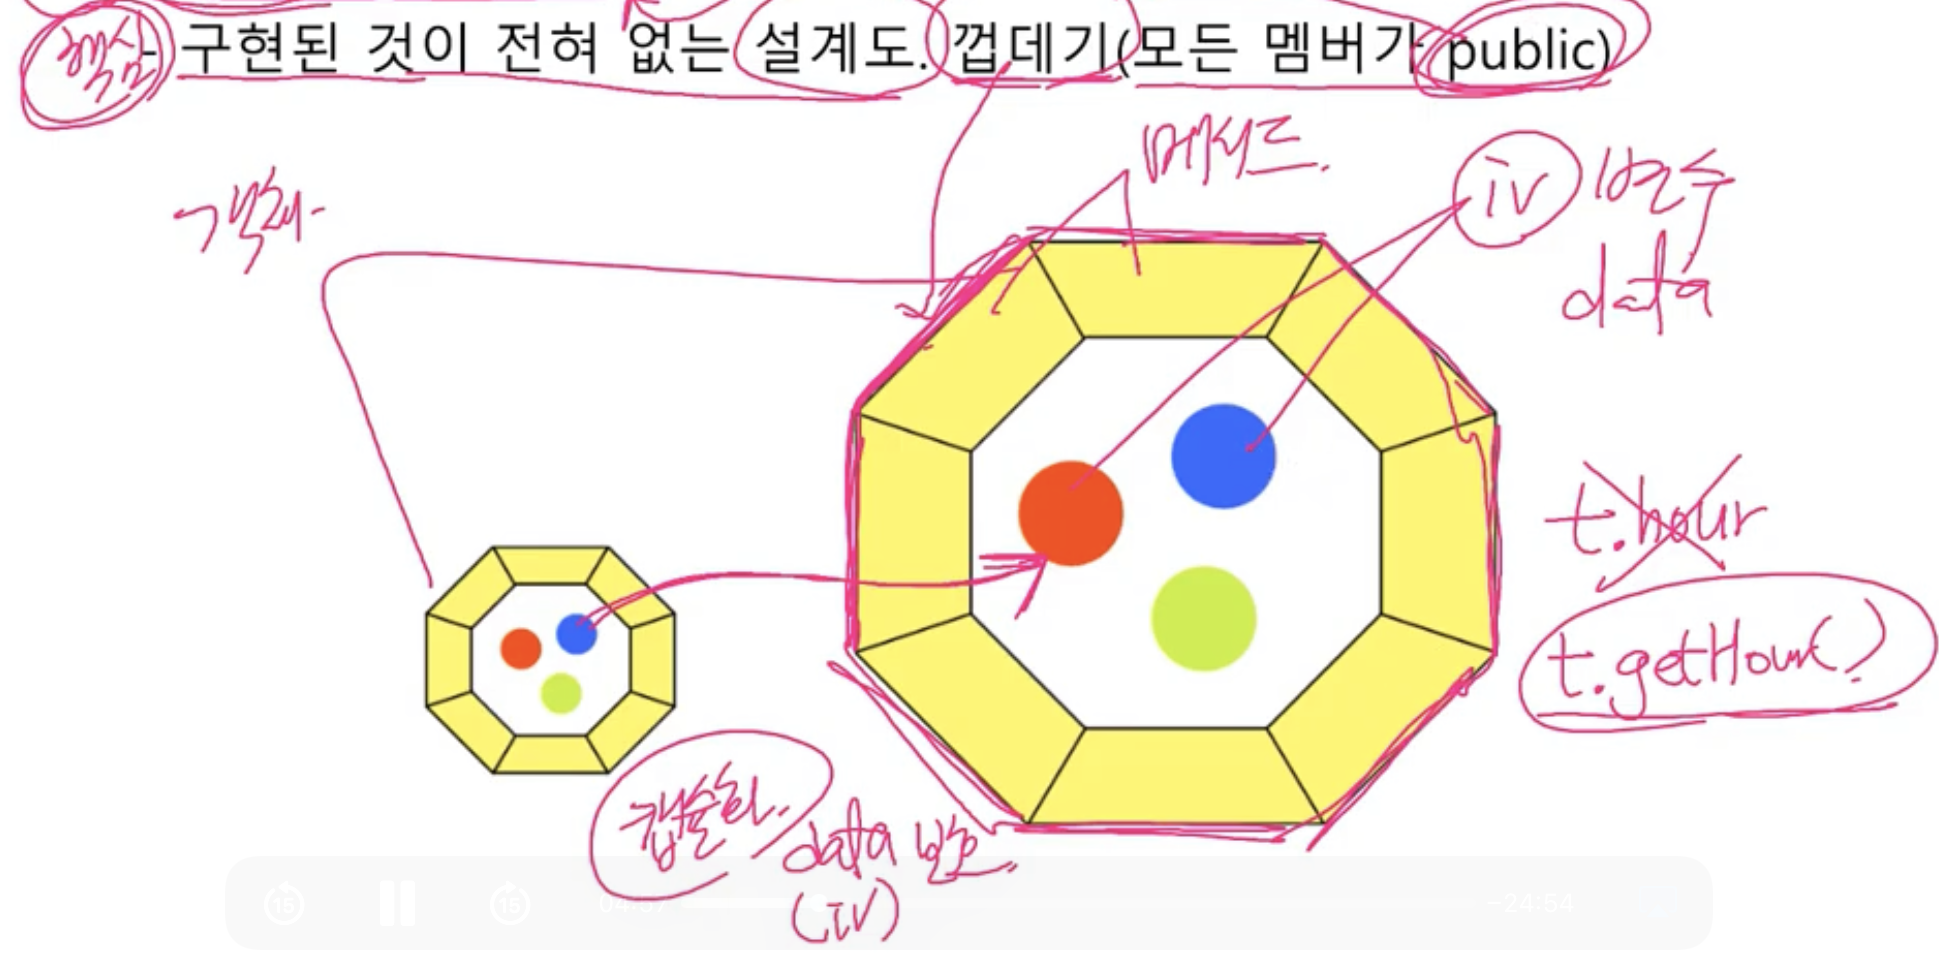 핵심 - 구현된 것이 전혀 없는 설계도. 껍데기(모든 멤버가 public)
메서드.
iv 변수
data
객체.
t.hour
t.getHour()
캡슐화.
data 보호
(iv)
15 15 04:57 -24:54